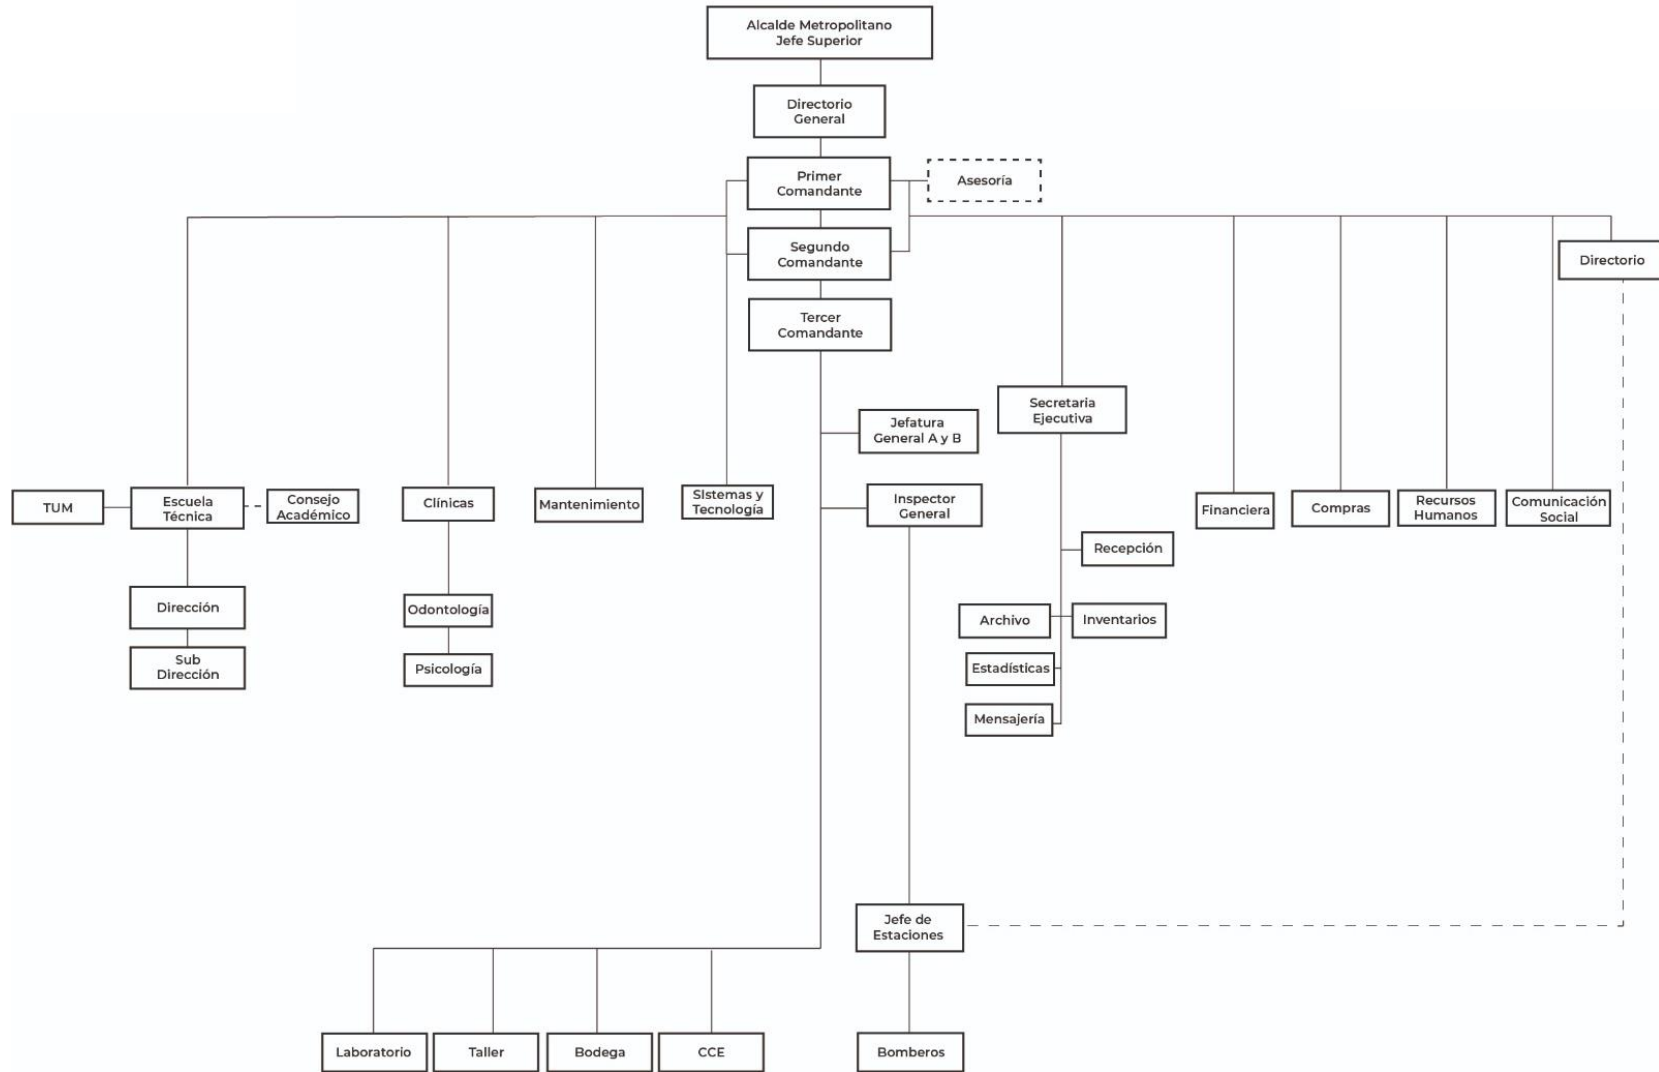 Alcalde Metropolitano
Jefe Superior
Directorio
General
Primer
Comandante
Asesoría
Segundo
Comandante
Directorio
Tercer
Comandante
Secretaria
Ejecutiva
Jefatura
General A y B
TUM
Escuela
Técnica
Consejo
Académico
Clínicas
Mantenimiento
SIstemas y
Tecnología
Inspector
General
Financiera
Compras
Recursos
Humanos
Comunicación
Social
Recepción
Dirección
Odontología
Archivo
Inventarios
Sub
Dirección
Psicología
Estadísticas
Mensajería
Jefe de
Estaciones
Laboratorio
Taller
Bodega
CCE
Bomberos